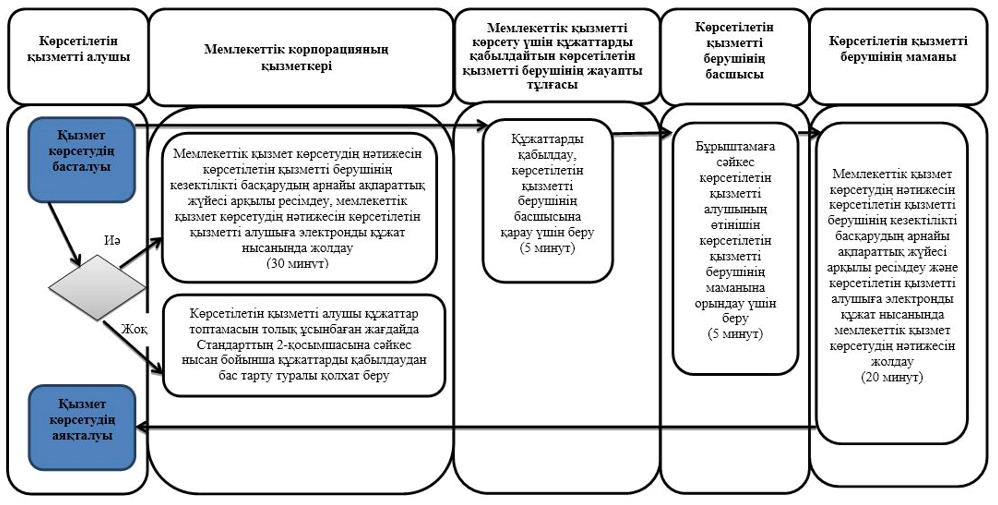 Көрсетілетін
қызметті алушы
Мемлекеттік корпорацияның
қызметкері
Мемлекеттік қызметті
көрсету үшін құжаттарды
қабылдайтын көрсетілетін
қызметті берушінің жауапты
тұлғасы
Көрсетілетін
қызметті
берушінің
басшысы
Көрсетілетін қызметті
берушінің маманы
Қызмет
көрсетудің
басталуы
Иә
Жоқ
Қызмет
көрсетудің
аяқталуы
Мемлекеттік қызмет көрсетудің нәтижесін
көрсетілетін қызметті берушінің
кезектілікті басқарудың арнайы ақпараттық
жүйесі арқылы ресімдеу, мемлекеттік
қызмет көрсетудің нәтижесін көрсетілетін
қызметті алушыға электронды құжат
нысанында жолдау
(30 минут)
Көрсетілетін қызметті алушы құжаттар
топтамасын толық ұсынбаған жағдайда
Стандарттың 2-қосымшасына сәйкес
нысан бойынша құжаттарды қабылдаудан
бас тарту туралы қолхат беру
Құжаттарды
қабылдау,
көрсетілетін
қызметті
берушінің
басшысына
қарау үшін беру
(5 минут)
Бұрыштамаға
сәйкес
көрсетілетін
қызметті
алушының
өтінішін
көрсетілетін
қызметті
берушінің
маманына
орындау үшін
беру
(5 минут)
Мемлекеттік қызмет
көрсетудің нәтижесін
көрсетілетін қызметті
берушінің кезектілікті
басқарудың арнайы
ақпараттық жүйесі
арқылы ресімдеу және
көрсетілетін қызметті
алушыға электронды
құжат нысанында
мемлекеттік қызмет
көрсетудің нәтижесін
жолдау
(20 минут)